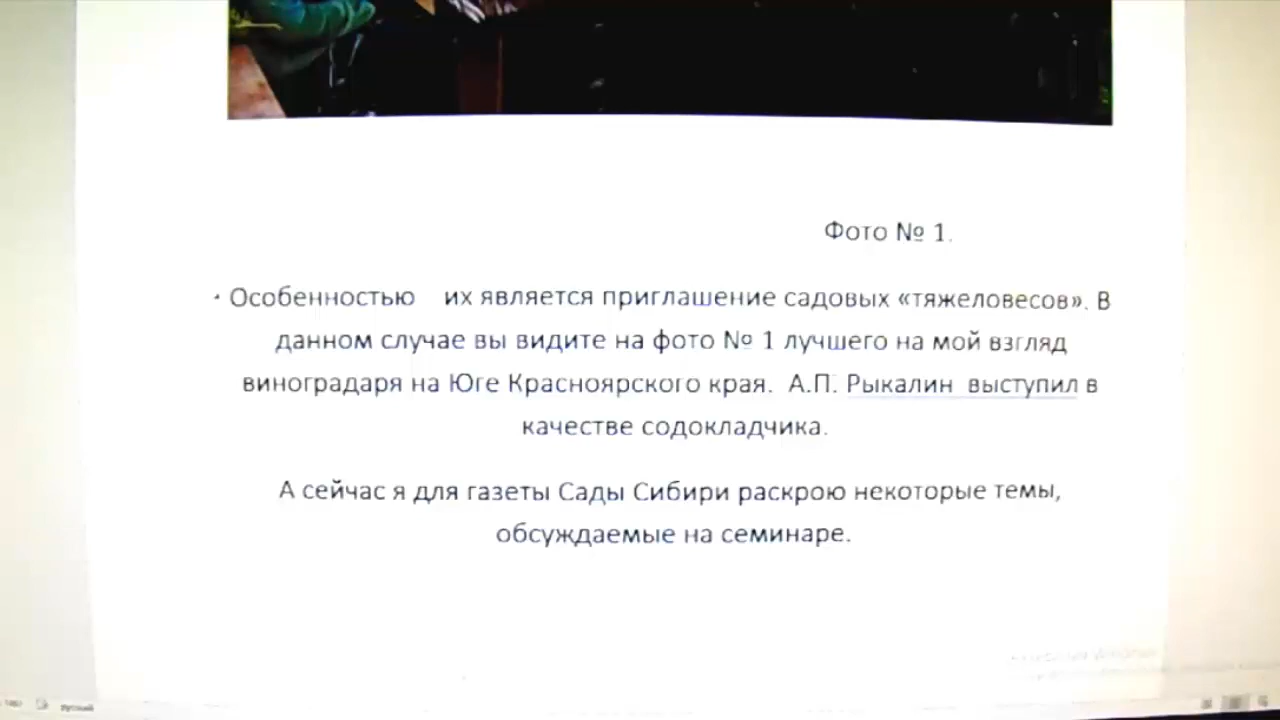 Фото № 1.
· Особенностью их является приглашение садовых «тяжеловесов». В
данном случае вы видите на фото № 1 лучшего на мой взгляд
виноградаря на Юге Красноярского края. А.П. Рыкалин выступил в
качестве содокладчика.
А сейчас я для газеты Сады Сибири раскрою некоторые темы,
обсуждаемые на семинаре.
русский